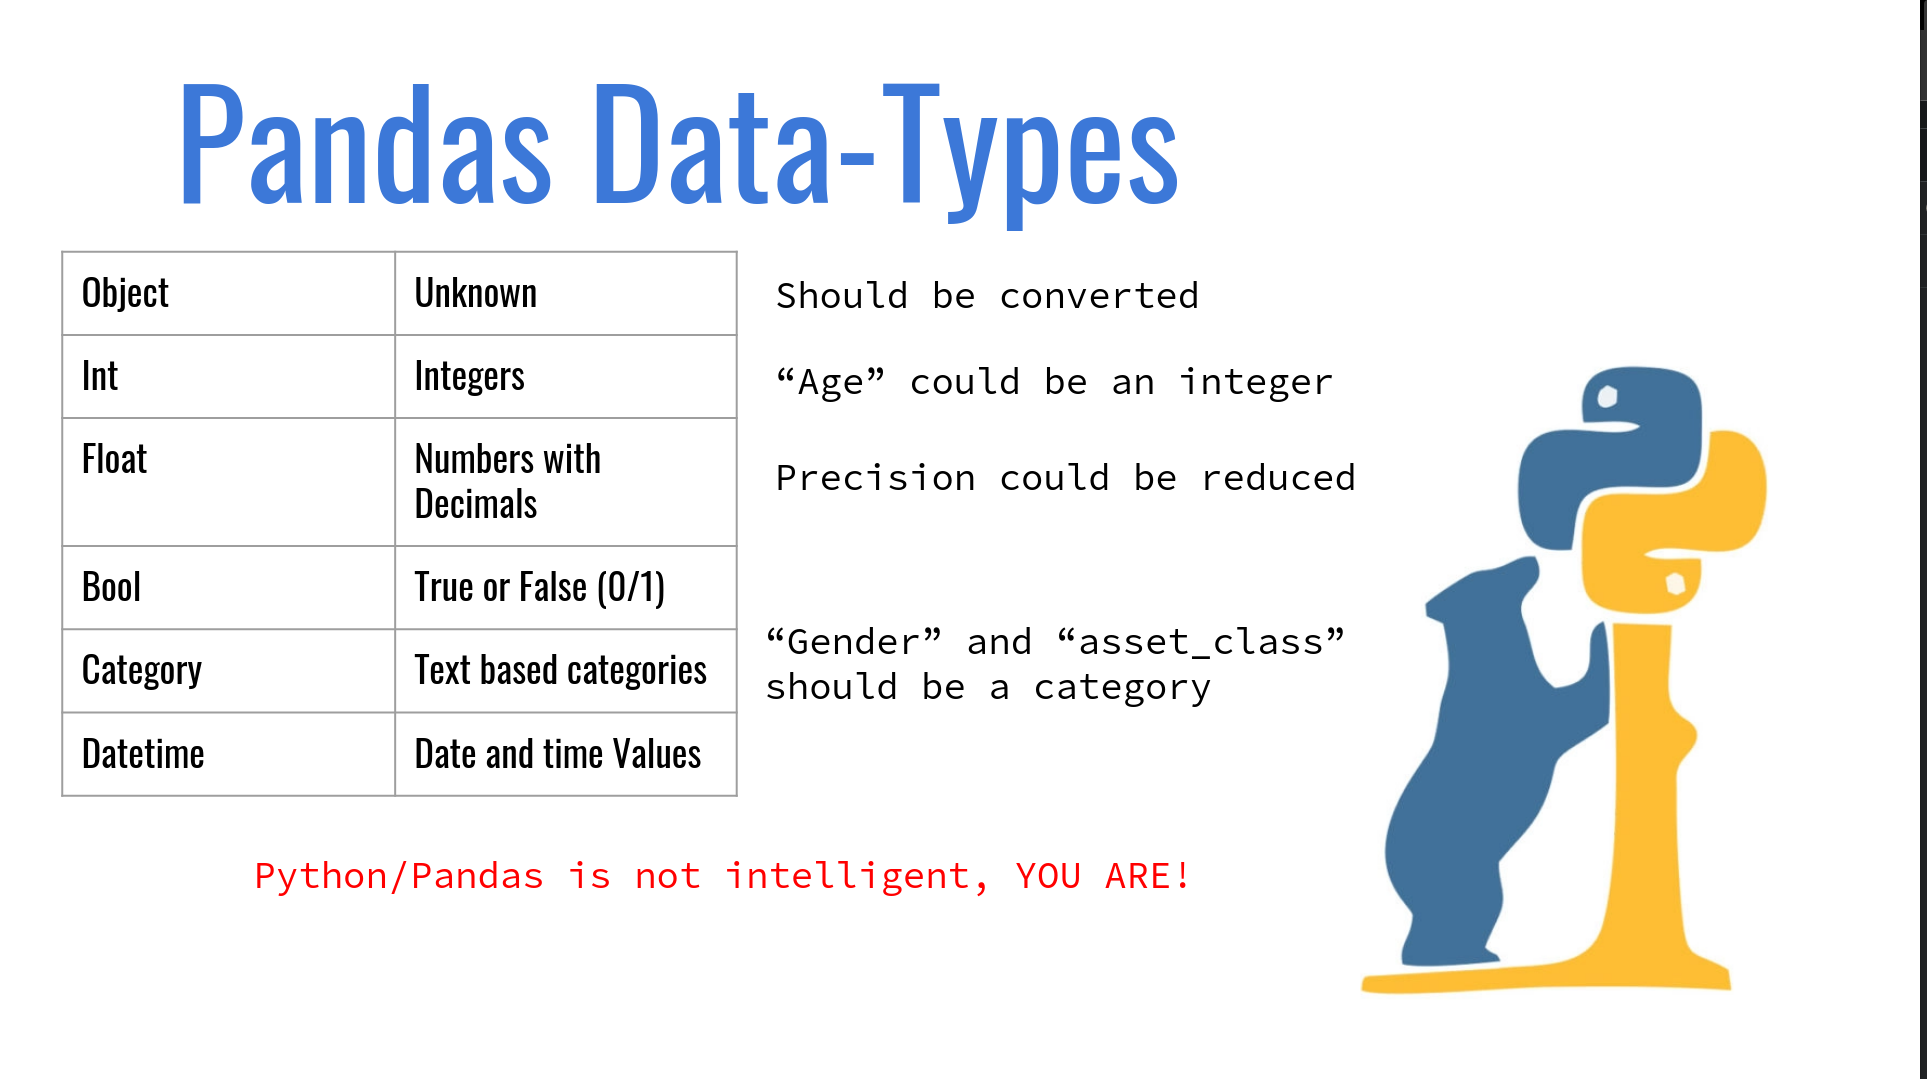 Pandas Data-Types
Object
Unknown
Should be converted
Int
Integers
“Age” could be an integer
Float
Numbers with
Decimals
Precision could be reduced
Bool
True or False (0/1)
Category
Text based categories
“Gender” and “asset_class”
should be a category
Datetime
Date and time Values
Python/Pandas is not intelligent, YOU ARE!